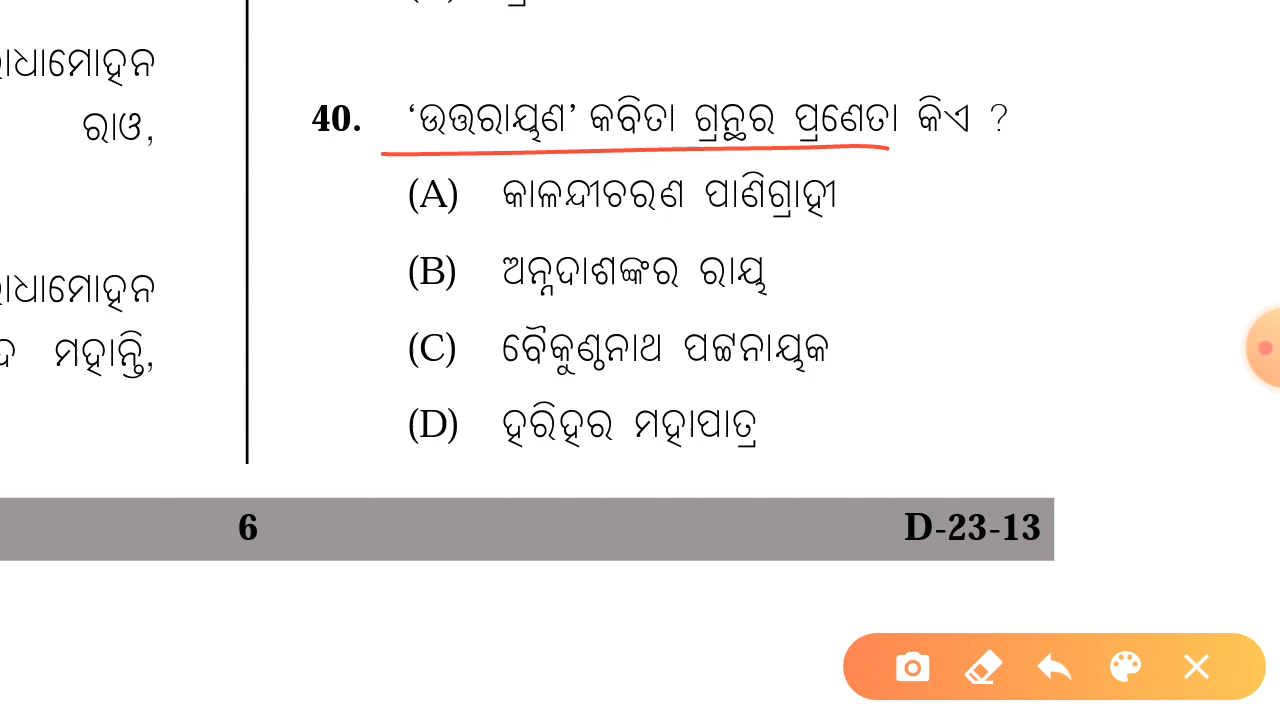 ରାଧାମୋହନ
ରାଓ,
ରାଧାମୋହନ
ମହାନ୍ତି,
40. ‘ଉତ୍ତରାୟଣ’ କବିତା ଗ୍ରନ୍ଥର ପ୍ରଣେତା କିଏ ?
(A) କାଳନ୍ଦୀଚରଣ ପାଣିଗ୍ରାହୀ
(B) ଅନ୍ନଦାଶଙ୍କର ରାୟ
(C) ବୈକୁଣ୍ଠନାଥ ପଟ୍ଟନାୟକ
(D) ହରିହର ମହାପାତ୍ର
6 D-23-13